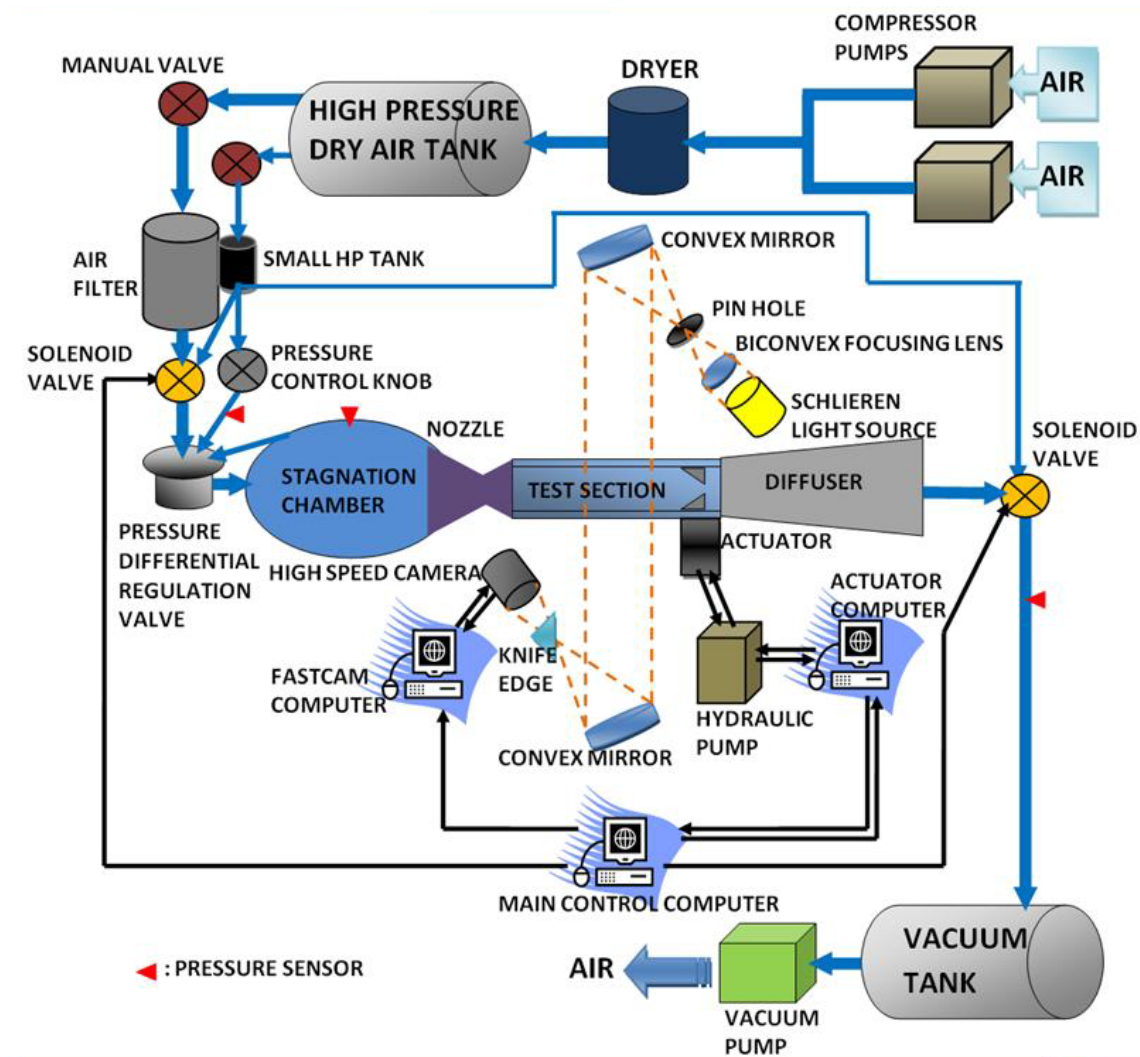 COMPRESSOR
PUMPS
AIR
AIR
DRYER
MANUAL VALVE
HIGH PRESSURE
DRY AIR TANK
AIR
FILTER
SMALL HP TANK
CONVEX MIRROR
PIN HOLE
BICONVEX FOCUSING LENS
SOLENOID
VALVE
PRESSURE
CONTROL KNOB
SCHLIEREN
LIGHT SOURCE
SOLENOID
VALVE
NOZZLE
STAGNATION
CHAMBER
TEST SECTION
DIFFUSER
PRESSURE
DIFFERENTIAL
REGULATION
VALVE
HIGH SPEED CAMERA
ACTUATOR
ACTUATOR
COMPUTER
FASTCAM
COMPUTER
KNIFE
EDGE
HYDRAULIC
PUMP
CONVEX MIRROR
MAIN CONTROL COMPUTER
: PRESSURE SENSOR
AIR
VACUUM
PUMP
VACUUM
TANK